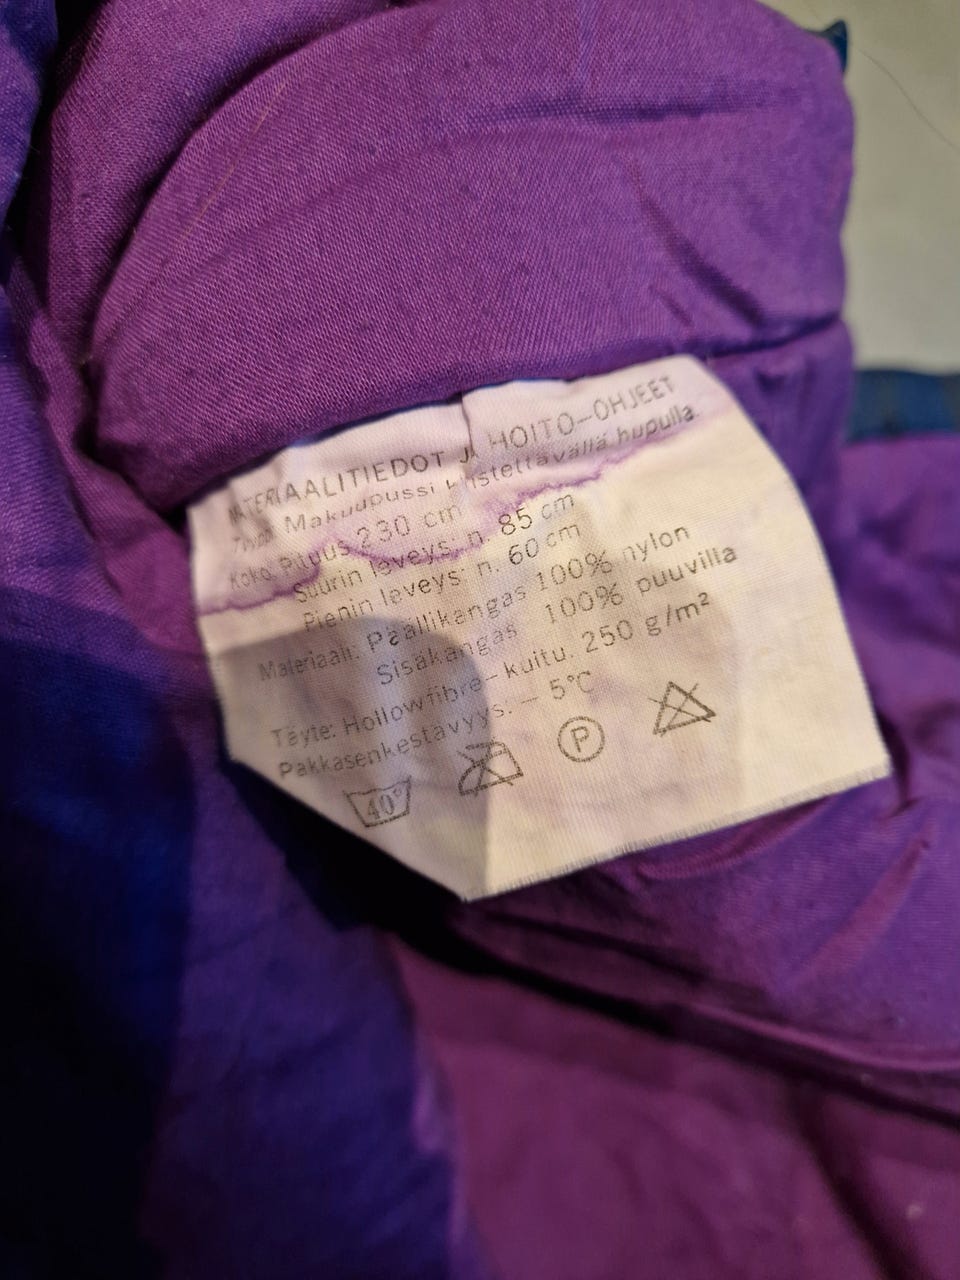 MATERIAALITIEDOT JA HOITO-OHJEET
Tyyppi Makuupussi kiristettävällä hupulla
Koko: Pituus 230 cm
Suurin leveys: n. 85 cm
Pienin leveys: n. 60 cm
Materiaali: Päällikangas 100% nylon
Sisäkangas 100% puuvilla
Täyte: Hollowfibre-kuitu. 250 g/m²
Pakkasenkestävyys: – 5°C
40° P